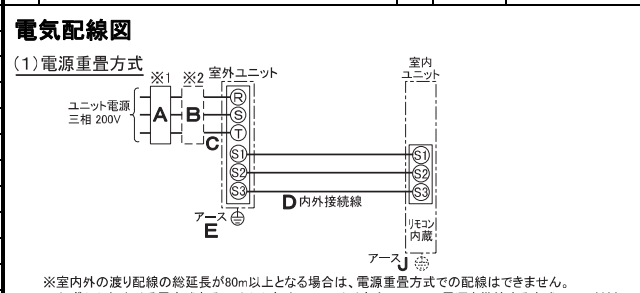 電気配線図
(1)電源重畳方式
※1 ※2 室外ユニット
室内
ユニット
ユニット電源
三相 200V
A
B
C
R
S
T
S1
S2
S3
S1
S2
S3
D 内外接続線
アース
E
リモコン
内蔵
アース J
※室内外の渡り配線の総延長が80m以上となる場合は、電源重畳方式での配線はできません。